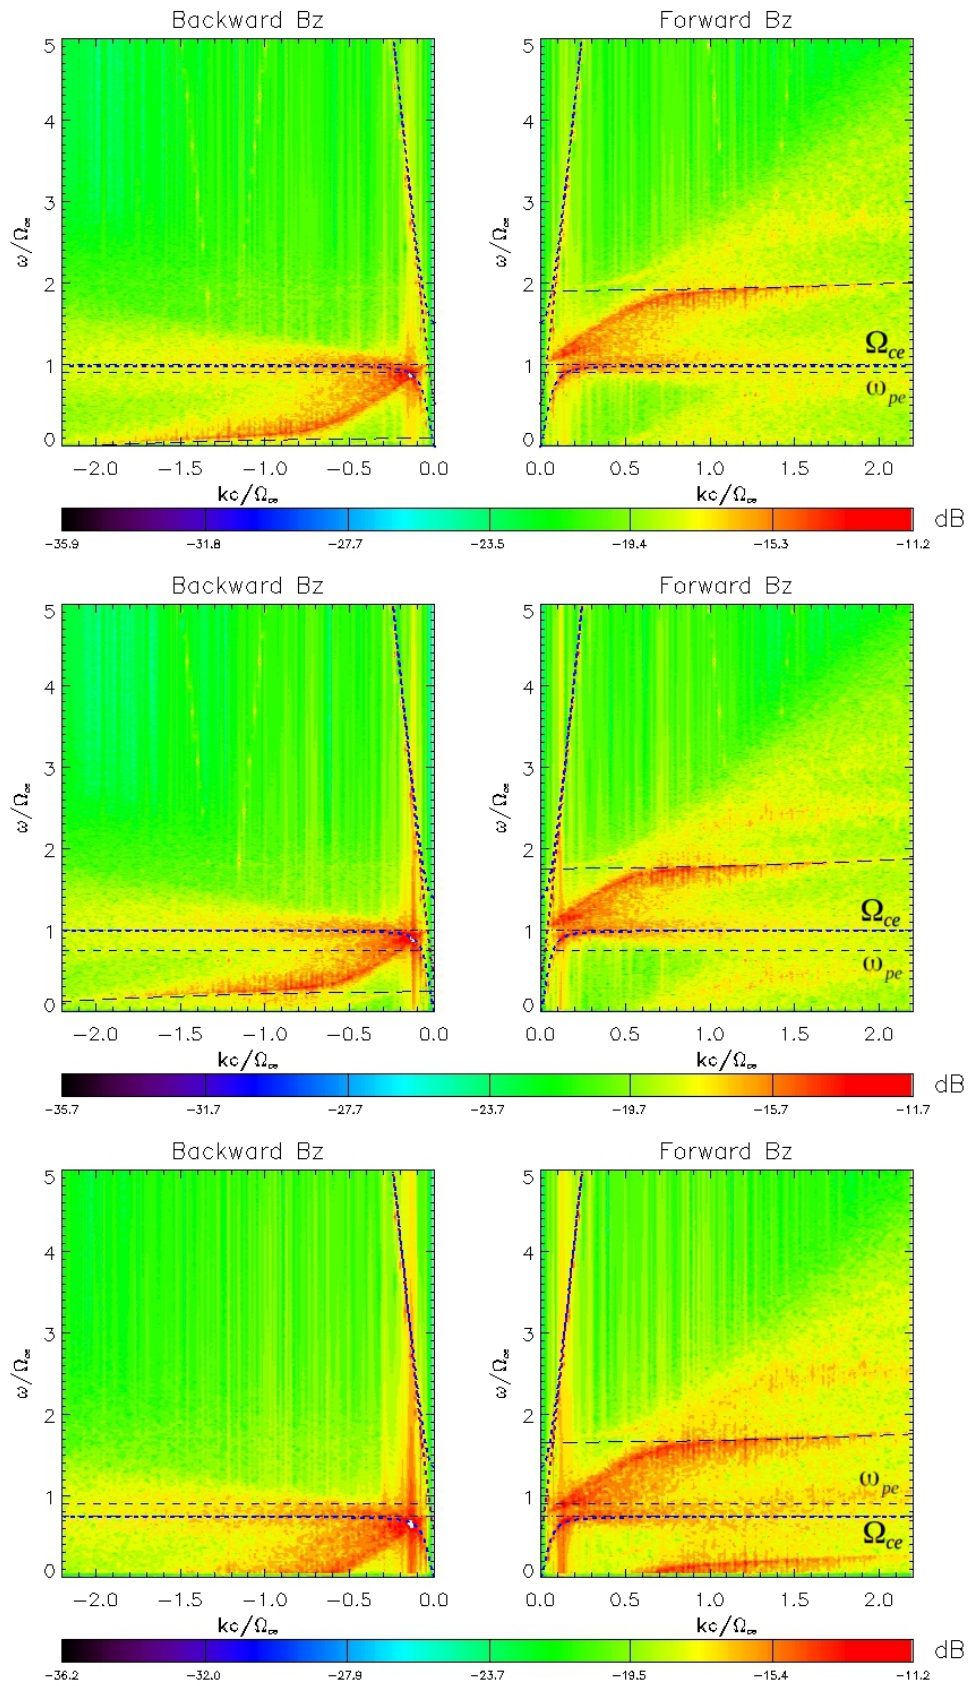 Backward Bz Forward Bz
5 5
4 4
3 3
ω/Ωce ω/Ωce
2 2
Ωce
1 1
ωpe
0 0
−2.0 −1.5 −1.0 −0.5 0.0 0.0 0.5 1.0 1.5 2.0
kc/Ωce kc/Ωce
dB
-35.9 -31.8 -27.7 -23.5 -19.4 -15.3 -11.2
Backward Bz Forward Bz
5 5
4 4
3 3
ω/Ωce ω/Ωce
2 2
Ωce
1 1
ωpe
0 0
−2.0 −1.5 −1.0 −0.5 0.0 0.0 0.5 1.0 1.5 2.0
kc/Ωce kc/Ωce
dB
-35.7 -31.7 -27.7 -23.7 -19.7 -15.7 -11.7
Backward Bz Forward Bz
5 5
4 4
3 3
ω/Ωce ω/Ωce
2 2
ωpe
1 1
Ωce
0 0
−2.0 −1.5 −1.0 −0.5 0.0 0.0 0.5 1.0 1.5 2.0
kc/Ωce kc/Ωce
dB
-36.2 -32.0 -27.9 -23.7 -19.5 -15.4 -11.2